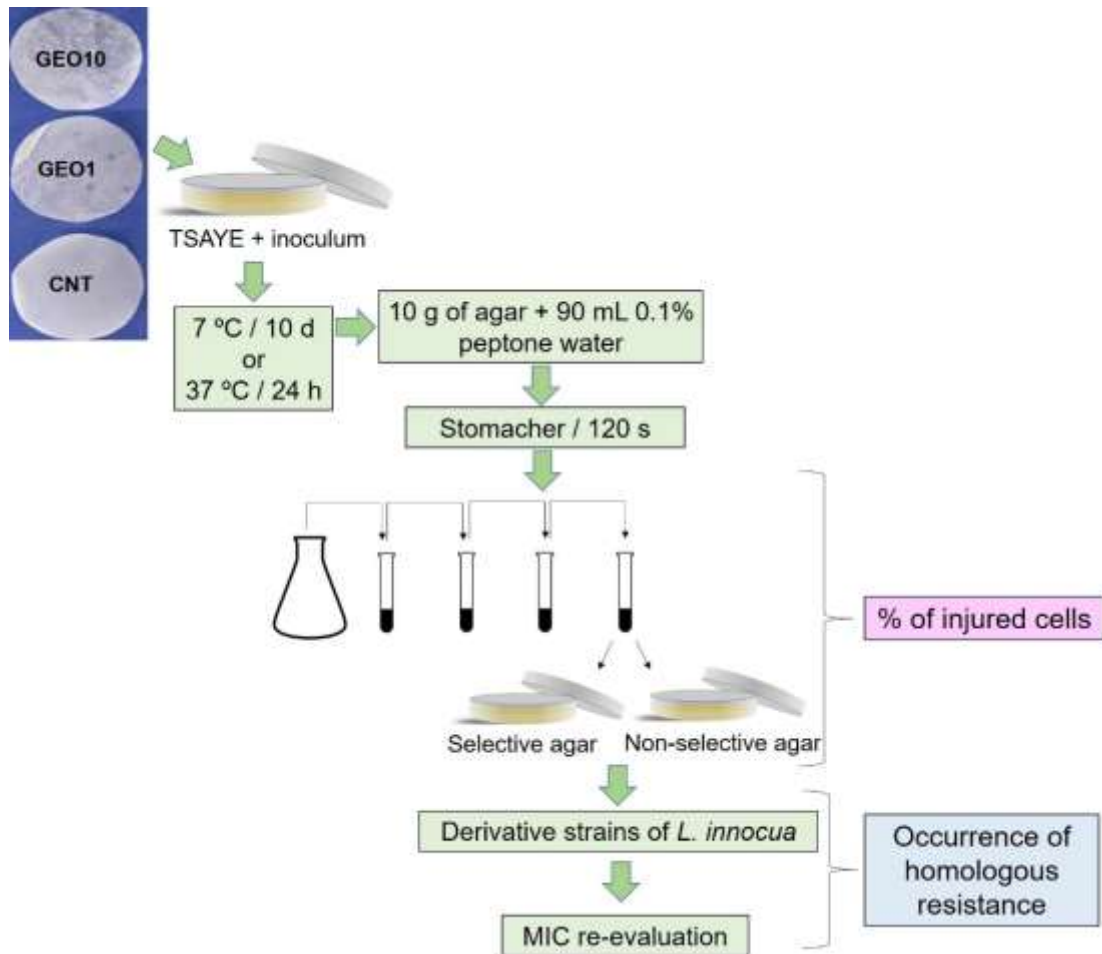 GEO10
GEO1
CNT
TSAYE + inoculum
7 ºC / 10 d
or
37 ºC / 24 h
10 g of agar + 90 mL 0.1%
peptone water
Stomacher / 120 s
% of injured cells
Selective agar
Non-selective agar
Derivative strains of L. innocua
MIC re-evaluation
Occurrence of
homologous
resistance